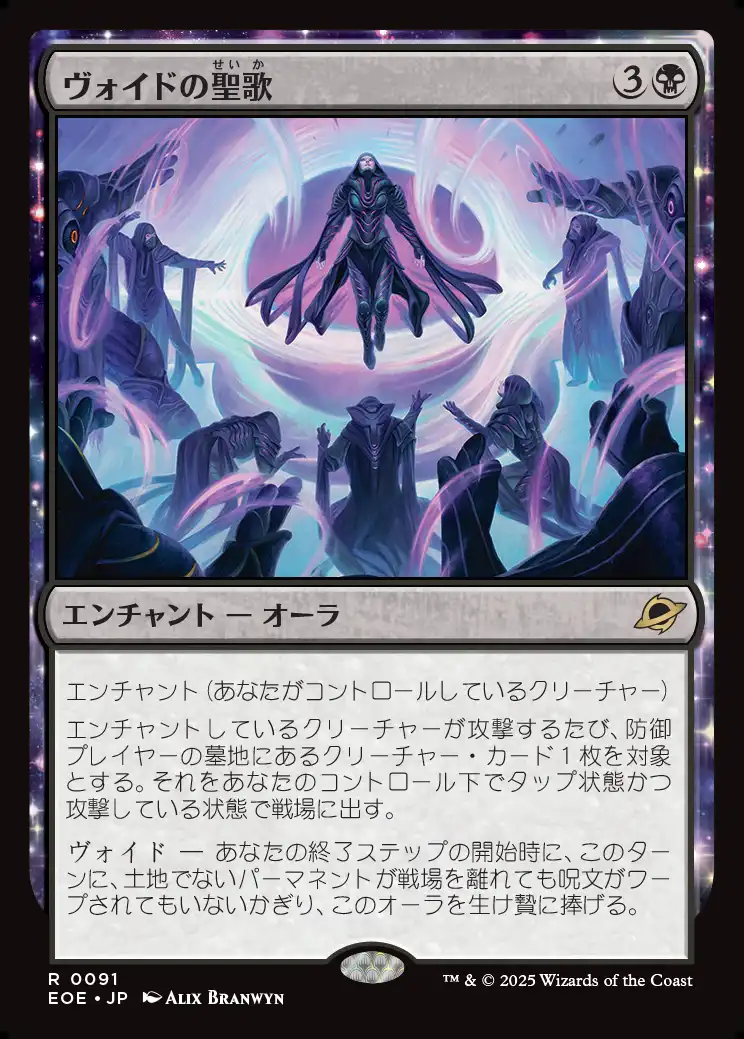 せいか
ヴォイドの聖歌 3
エンチャント — オーラ
エンチャント（あなたがコントロールしているクリーチャー）
エンチャントしているクリーチャーが攻撃するたび、防御
プレイヤーの墓地にあるクリーチャー・カード１枚を対象
とする。それをあなたのコントロール下でタップ状態かつ
攻撃している状態で戦場に出す。
ヴォイド — あなたの終了ステップの開始時に、このター
ンに、土地でないパーマネントが戦場を離れても呪文がワー
プされてもいないかぎり、このオーラを生け贄に捧げる。
R 0091
EOE • JP Alix Branwyn
™ & © 2025 Wizards of the Coast